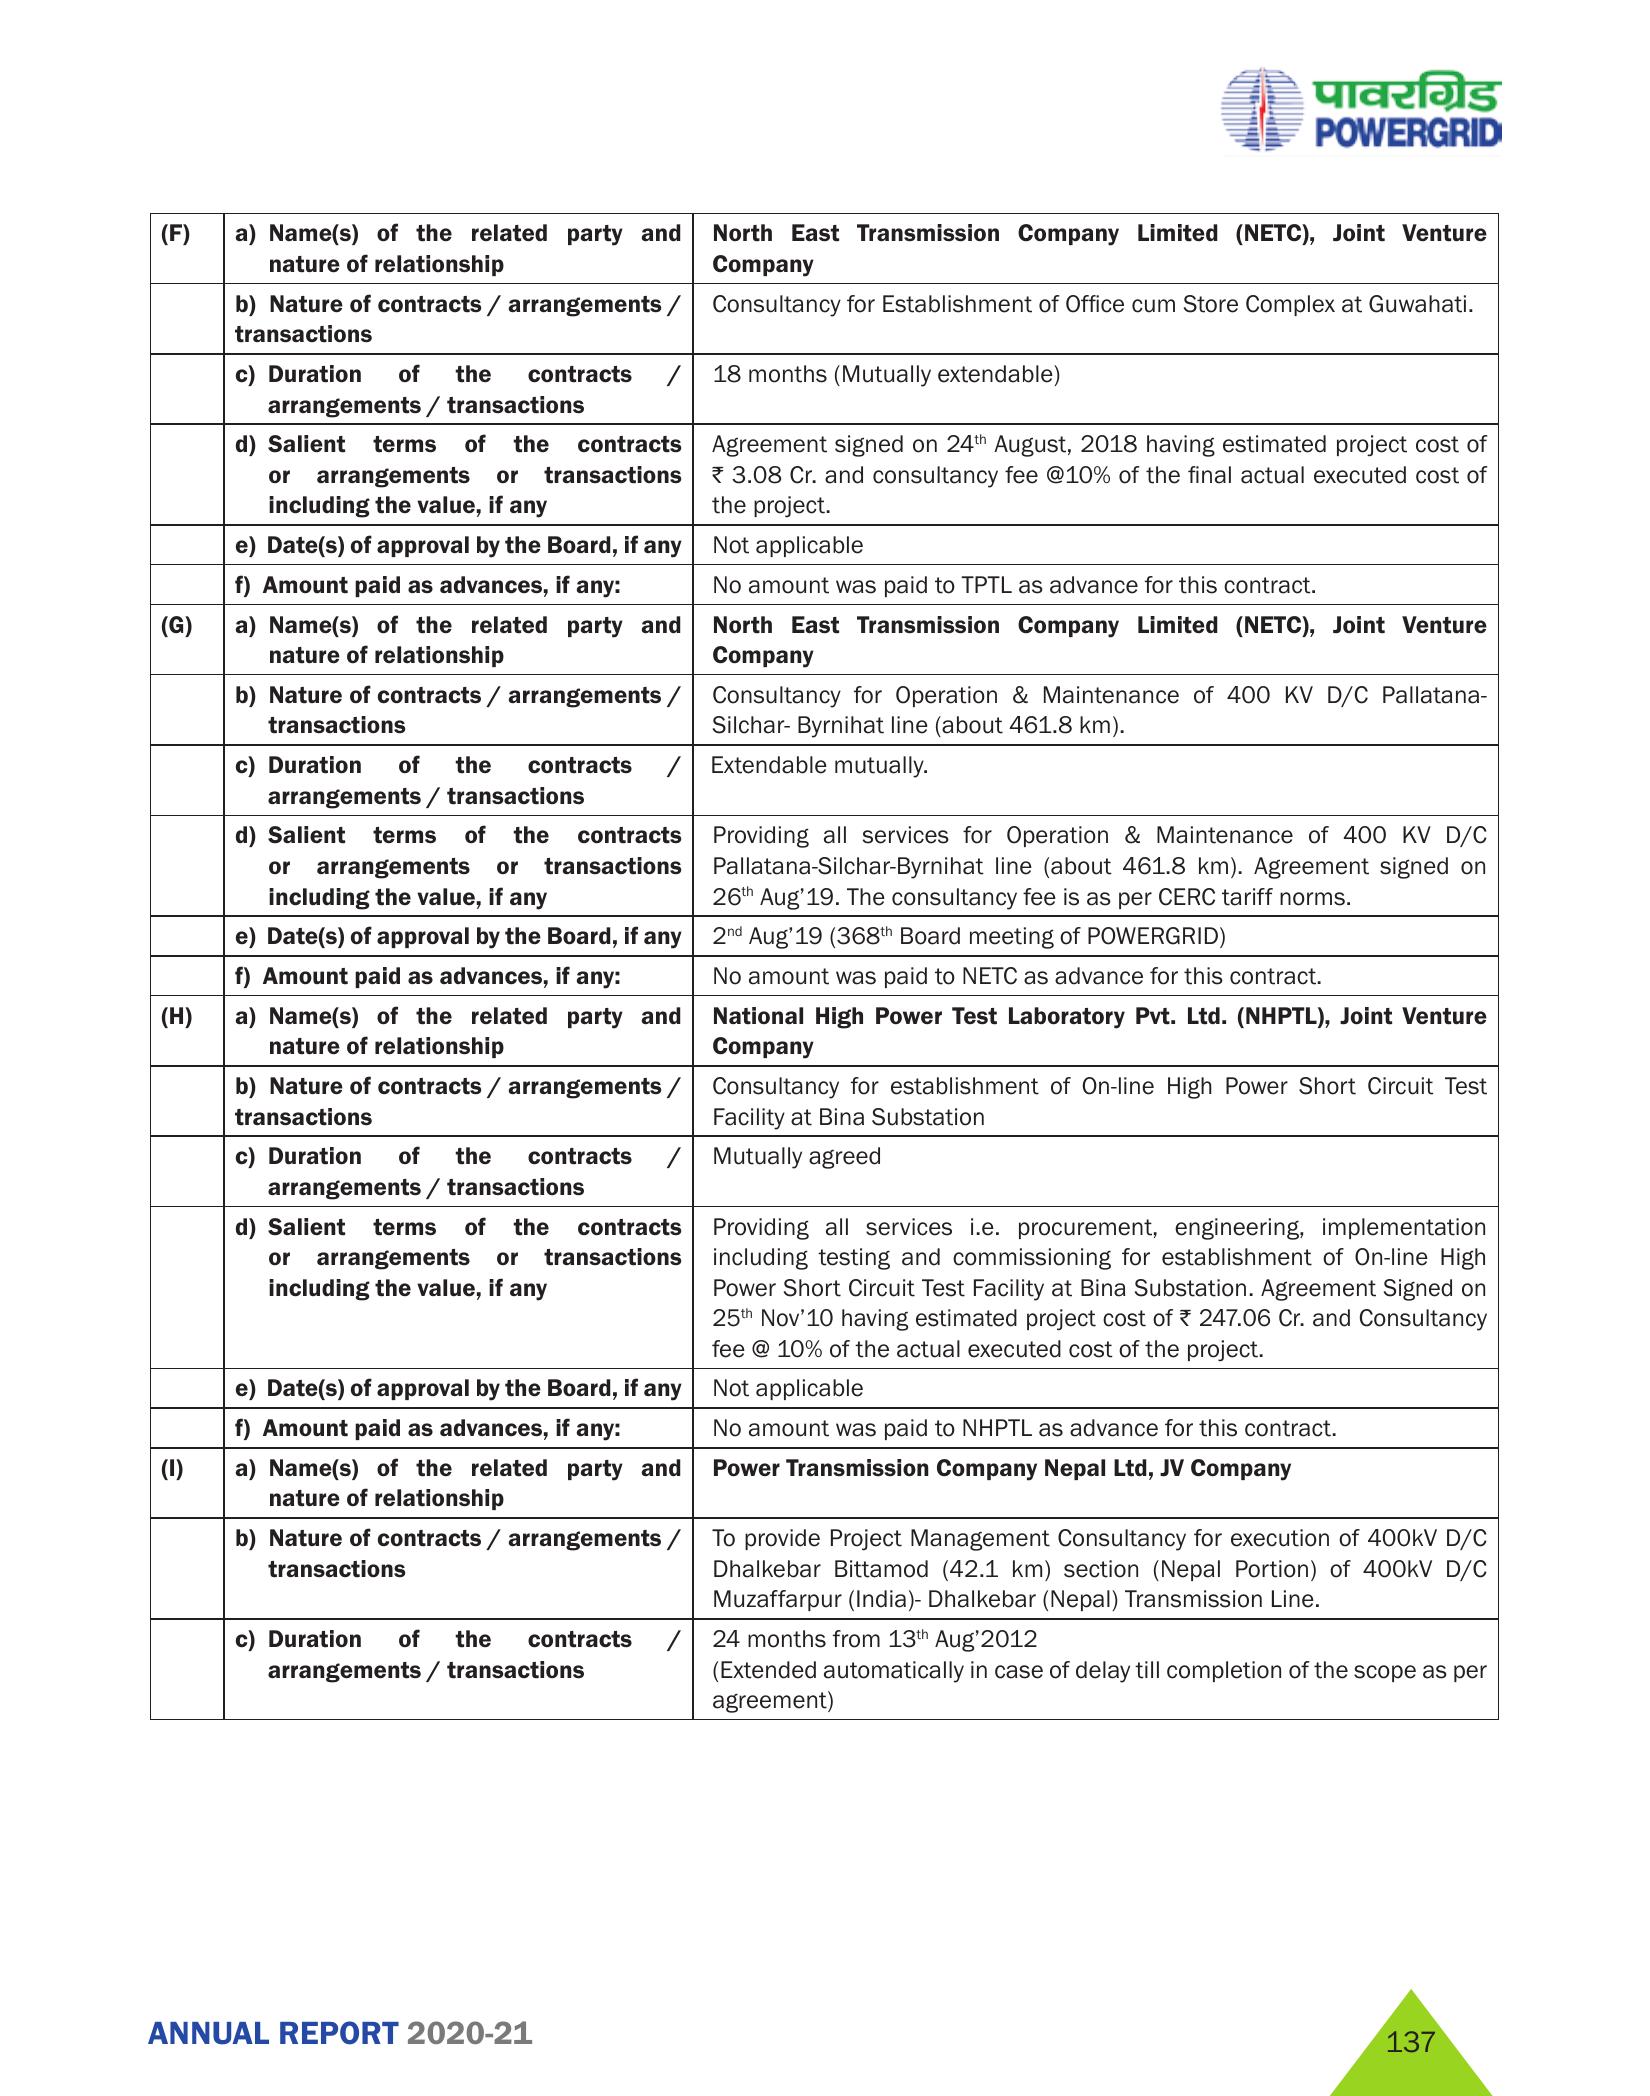 पावरग्रिड
POWERGRID
(F) a) Name(s) of the related party and North East Transmission Company Limited (NETC), Joint Venture
nature of relationship Company
b) Nature of contracts / arrangements / Consultancy for Establishment of Office cum Store Complex at Guwahati.
transactions
c) Duration of the contracts / 18 months (Mutually extendable)
arrangements / transactions
d) Salient terms of the contracts Agreement signed on 24th August, 2018 having estimated project cost of
or arrangements or transactions ₹ 3.08 Cr. and consultancy fee @10% of the final actual executed cost of
including the value, if any the project.
e) Date(s) of approval by the Board, if any Not applicable
f) Amount paid as advances, if any: No amount was paid to TPTL as advance for this contract.
(G) a) Name(s) of the related party and North East Transmission Company Limited (NETC), Joint Venture
nature of relationship Company
b) Nature of contracts / arrangements / Consultancy for Operation & Maintenance of 400 KV D/C Pallatana-
transactions Silchar- Byrnihat line (about 461.8 km).
c) Duration of the contracts / Extendable mutually.
arrangements / transactions
d) Salient terms of the contracts Providing all services for Operation & Maintenance of 400 KV D/C
or arrangements or transactions Pallatana-Silchar-Byrnihat line (about 461.8 km). Agreement signed on
including the value, if any 26th Aug’19. The consultancy fee is as per CERC tariff norms.
e) Date(s) of approval by the Board, if any 2nd Aug’19 (368th Board meeting of POWERGRID)
f) Amount paid as advances, if any: No amount was paid to NETC as advance for this contract.
(H) a) Name(s) of the related party and National High Power Test Laboratory Pvt. Ltd. (NHPTL), Joint Venture
nature of relationship Company
b) Nature of contracts / arrangements / Consultancy for establishment of On-line High Power Short Circuit Test
transactions Facility at Bina Substation
c) Duration of the contracts / Mutually agreed
arrangements / transactions
d) Salient terms of the contracts Providing all services i.e. procurement, engineering, implementation
or arrangements or transactions including testing and commissioning for establishment of On-line High
including the value, if any Power Short Circuit Test Facility at Bina Substation. Agreement Signed on
25th Nov’10 having estimated project cost of ₹ 247.06 Cr. and Consultancy
fee @ 10% of the actual executed cost of the project.
e) Date(s) of approval by the Board, if any Not applicable
f) Amount paid as advances, if any: No amount was paid to NHPTL as advance for this contract.
(I) a) Name(s) of the related party and Power Transmission Company Nepal Ltd, JV Company
nature of relationship
b) Nature of contracts / arrangements / To provide Project Management Consultancy for execution of 400kV D/C
transactions Dhalkebar Bittamod (42.1 km) section (Nepal Portion) of 400kV D/C
Muzaffarpur (India)- Dhalkebar (Nepal) Transmission Line.
c) Duration of the contracts / 24 months from 13th Aug’2012
arrangements / transactions (Extended automatically in case of delay till completion of the scope as per
agreement)
ANNUAL REPORT 2020-21
137